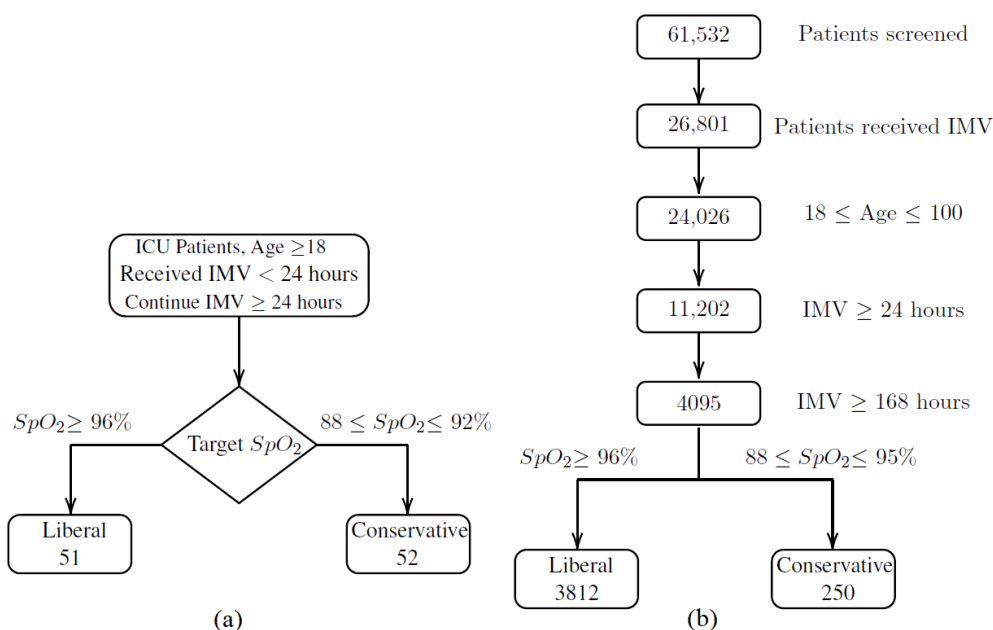 ICU Patients, Age ≥18
Received IMV < 24 hours
Continue IMV ≥ 24 hours
SpO₂≥ 96%
88 ≤ SpO₂≤ 92%
Target SpO₂
Liberal
51
Conservative
52
(a)
61,532
Patients screened
26,801
Patients received IMV
24,026
18 ≤ Age ≤ 100
11,202
IMV ≥ 24 hours
4095
IMV ≥ 168 hours
SpO₂≥ 96%
88 ≤ SpO₂≤ 95%
Liberal
3812
Conservative
250
(b)